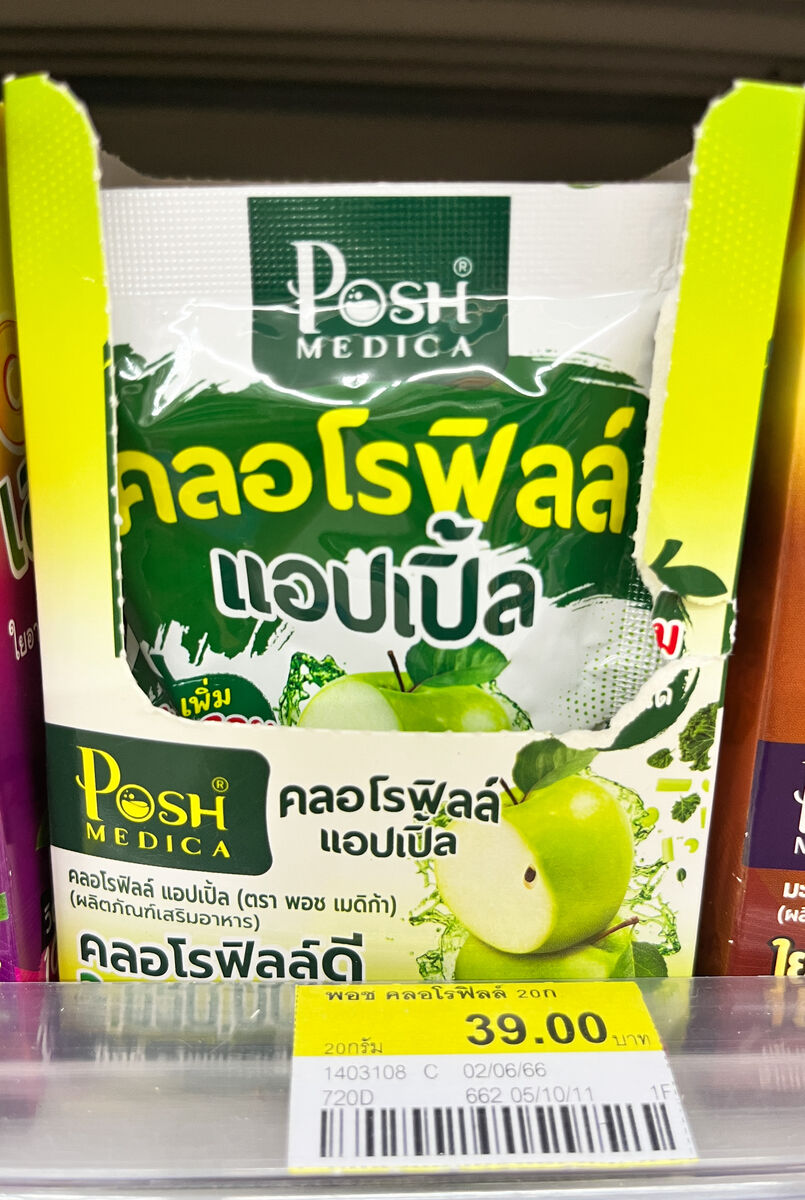 POSH®
MEDICA
คลอโรฟิลล์
แอปเปิ้ล
เพิ่ม
POSH®
MEDICA
คลอโรฟิลล์
แอปเปิ้ล
คลอโรฟิลล์ แอปเปิ้ล (ตรา พอช เมดิก้า)
(ผลิตภัณฑ์เสริมอาหาร)
คลอโรฟิลล์ดี
พอช คลอโรฟิลล์ 20ก
39.00 บาท
20กรัม
1403108 C 02/06/66
720D 662 05/10/11 1F